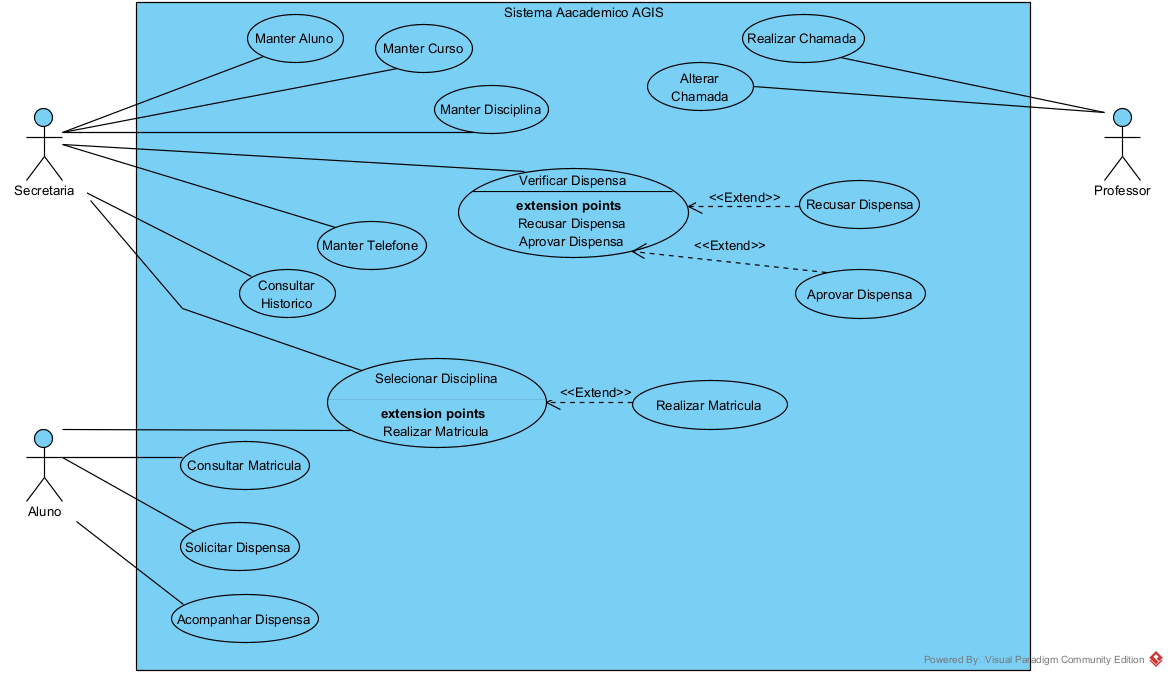 Sistema Aacademico AGIS
Manter Aluno
Manter Curso
Realizar Chamada
Alterar
Chamada
Manter Disciplina
Secretaria
Professor
Verificar Dispensa
extension points
Recusar Dispensa
Aprovar Dispensa
<<Extend>>
Recusar Dispensa
<<Extend>>
Aprovar Dispensa
Manter Telefone
Consultar
Historico
Selecionar Disciplina
extension points
Realizar Matricula
<<Extend>>
Realizar Matricula
Consultar Matricula
Aluno
Solicitar Dispensa
Acompanhar Dispensa
Powered By Visual Paradigm Community Edition